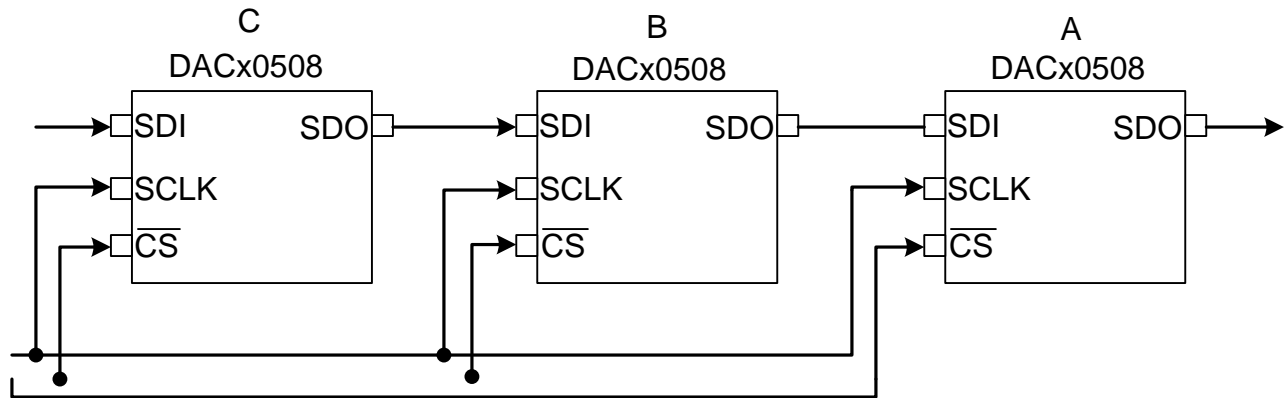 C
DACx0508
SDI
SDO
SCLK
CS
B
DACx0508
SDI
SDO
SCLK
CS
A
DACx0508
SDI
SDO
SCLK
CS